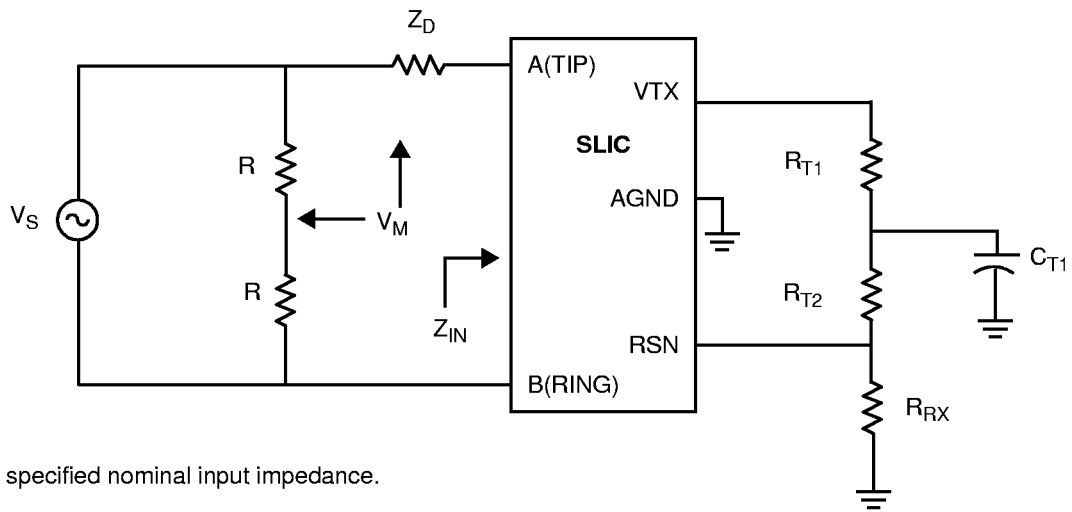 Z_D
A(TIP)
VTX
SLIC
R
R_T1
V_S
V_M
AGND
C_T1
R
R_T2
Z_IN
RSN
B(RING)
R_RX
specified nominal input impedance.